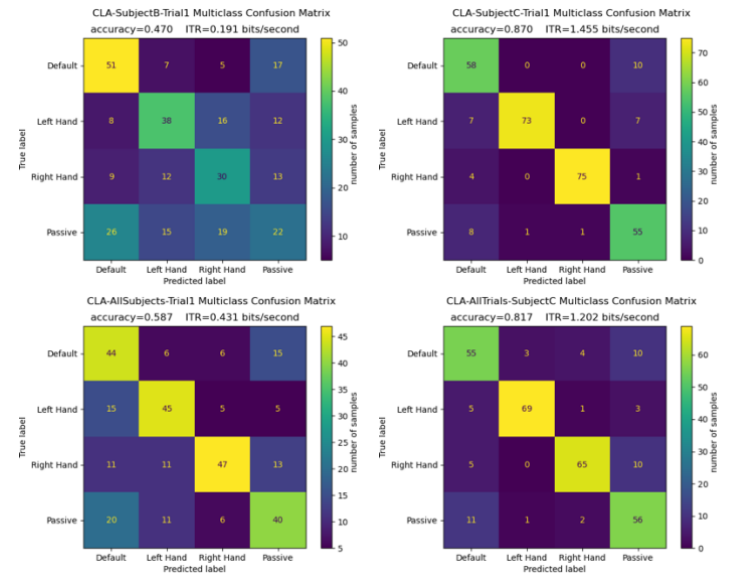 CLA-SubjectB-Trial1 Multiclass Confusion Matrix
accuracy=0.470 ITR=0.191 bits/second
True label
Default 51 7 5 17
Left Hand 8 38 16 12
Right Hand 9 12 30 13
Passive 26 15 19 22
Default Left Hand Right Hand Passive
Predicted label
50
40
30
20
10
number of samples
CLA-SubjectC-Trial1 Multiclass Confusion Matrix
accuracy=0.870 ITR=1.455 bits/second
True label
Default 58 0 0 10
Left Hand 7 73 0 7
Right Hand 4 0 75 1
Passive 8 1 1 55
Default Left Hand Right Hand Passive
Predicted label
70
60
50
40
30
20
10
0
number of samples
CLA-AllSubjects-Trial1 Multiclass Confusion Matrix
accuracy=0.587 ITR=0.431 bits/second
True label
Default 44 6 6 15
Left Hand 15 45 5 5
Right Hand 11 11 47 13
Passive 20 11 6 40
Default Left Hand Right Hand Passive
Predicted label
45
40
35
30
25
20
15
10
5
number of samples
CLA-AllTrials-SubjectC Multiclass Confusion Matrix
accuracy=0.817 ITR=1.202 bits/second
True label
Default 55 3 4 10
Left Hand 5 69 1 3
Right Hand 5 0 65 10
Passive 11 1 2 56
Default Left Hand Right Hand Passive
Predicted label
60
50
40
30
20
10
0
number of samples